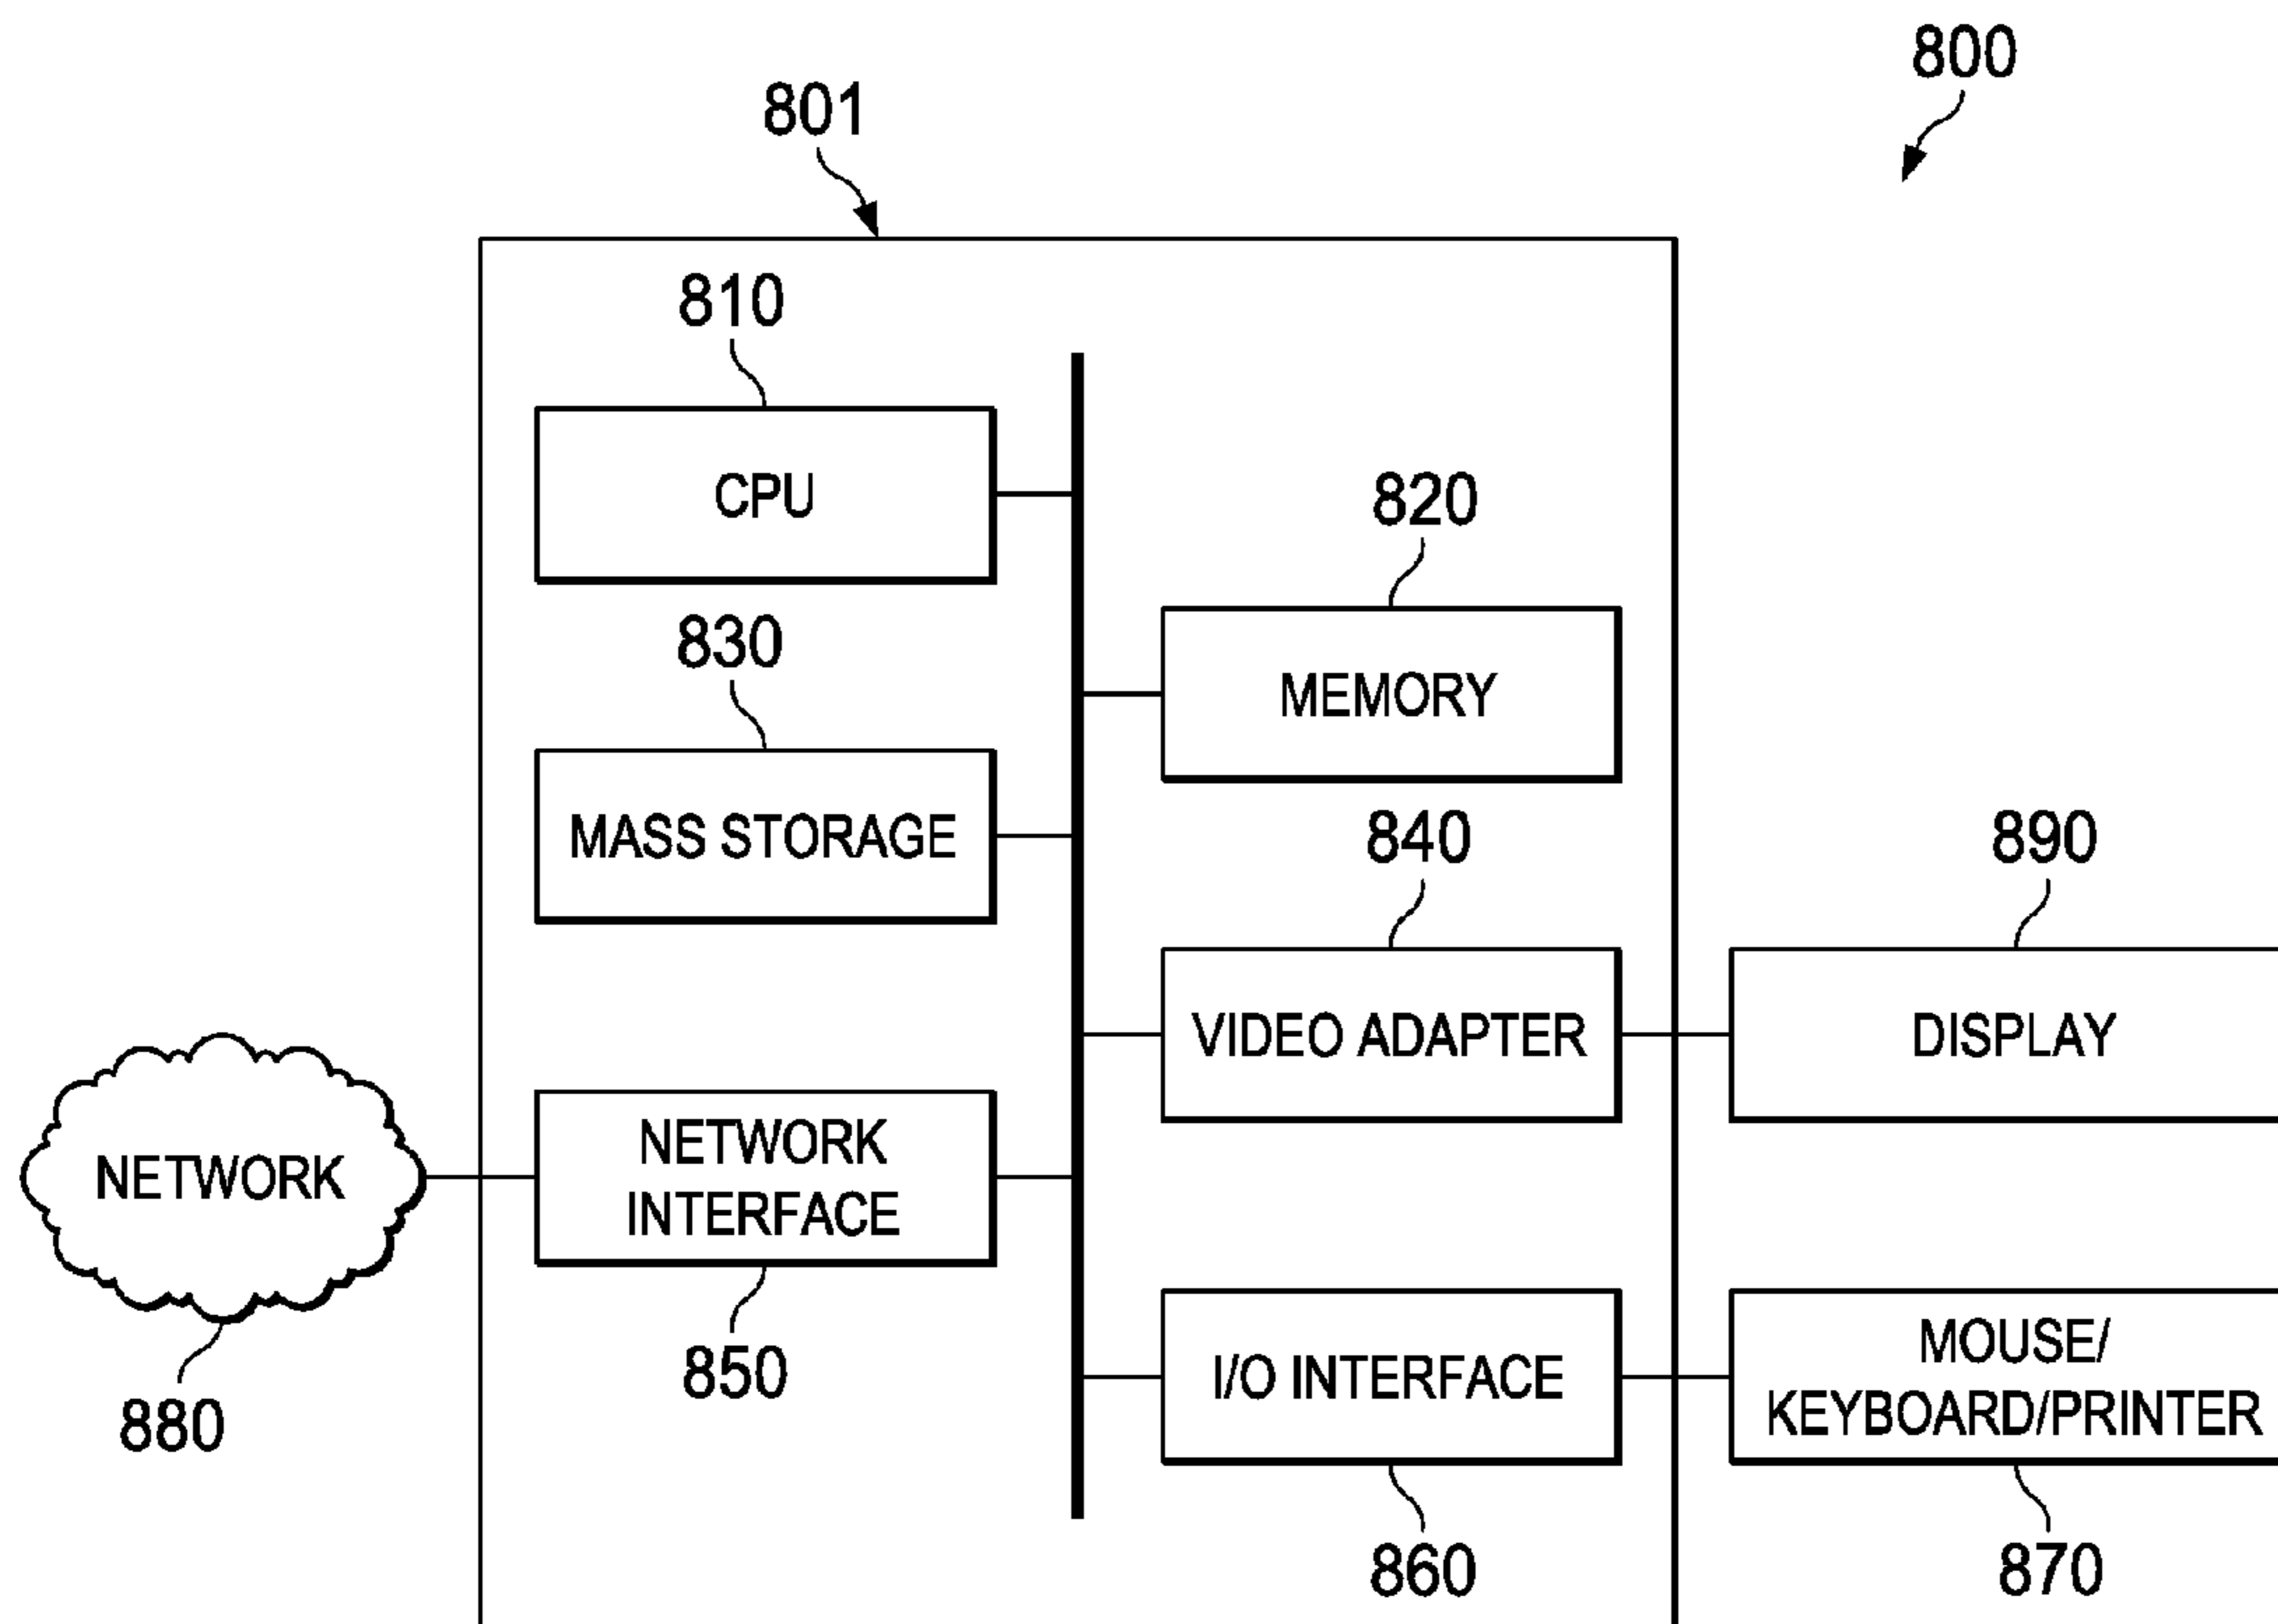 800
801
810
CPU
820
830
MEMORY
MASS STORAGE
840
890
VIDEO ADAPTER
DISPLAY
NETWORK
NETWORK
INTERFACE
850
880
I/O INTERFACE
MOUSE/
KEYBOARD/PRINTER
860
870